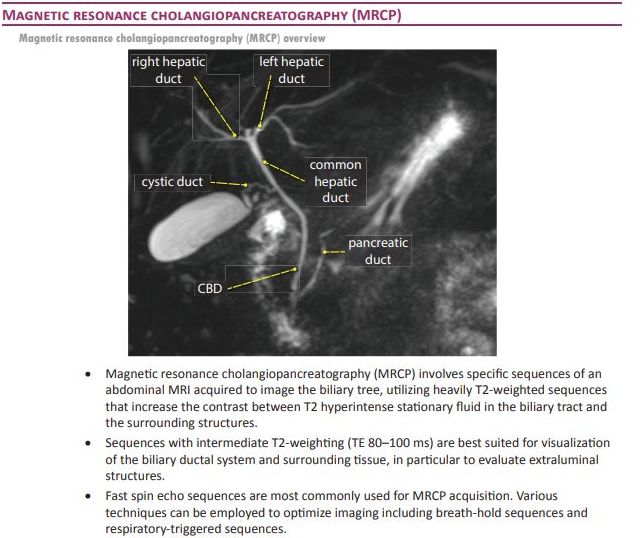 MAGNETIC RESONANCE CHOLANGIOPANCREATOGRAPHY (MRCP)
Magnetic resonance cholangiopancreatography (MRCP) overview
right hepatic
duct
left hepatic
duct
common
hepatic
duct
cystic duct
pancreatic
duct
CBD
• Magnetic resonance cholangiopancreatography (MRCP) involves specific sequences of an
abdominal MRI acquired to image the biliary tree, utilizing heavily T2-weighted sequences
that increase the contrast between T2 hyperintense stationary fluid in the biliary tract and
the surrounding structures.
• Sequences with intermediate T2-weighting (TE 80–100 ms) are best suited for visualization
of the biliary ductal system and surrounding tissue, in particular to evaluate extraluminal
structures.
• Fast spin echo sequences are most commonly used for MRCP acquisition. Various
techniques can be employed to optimize imaging including breath-hold sequences and
respiratory-triggered sequences.